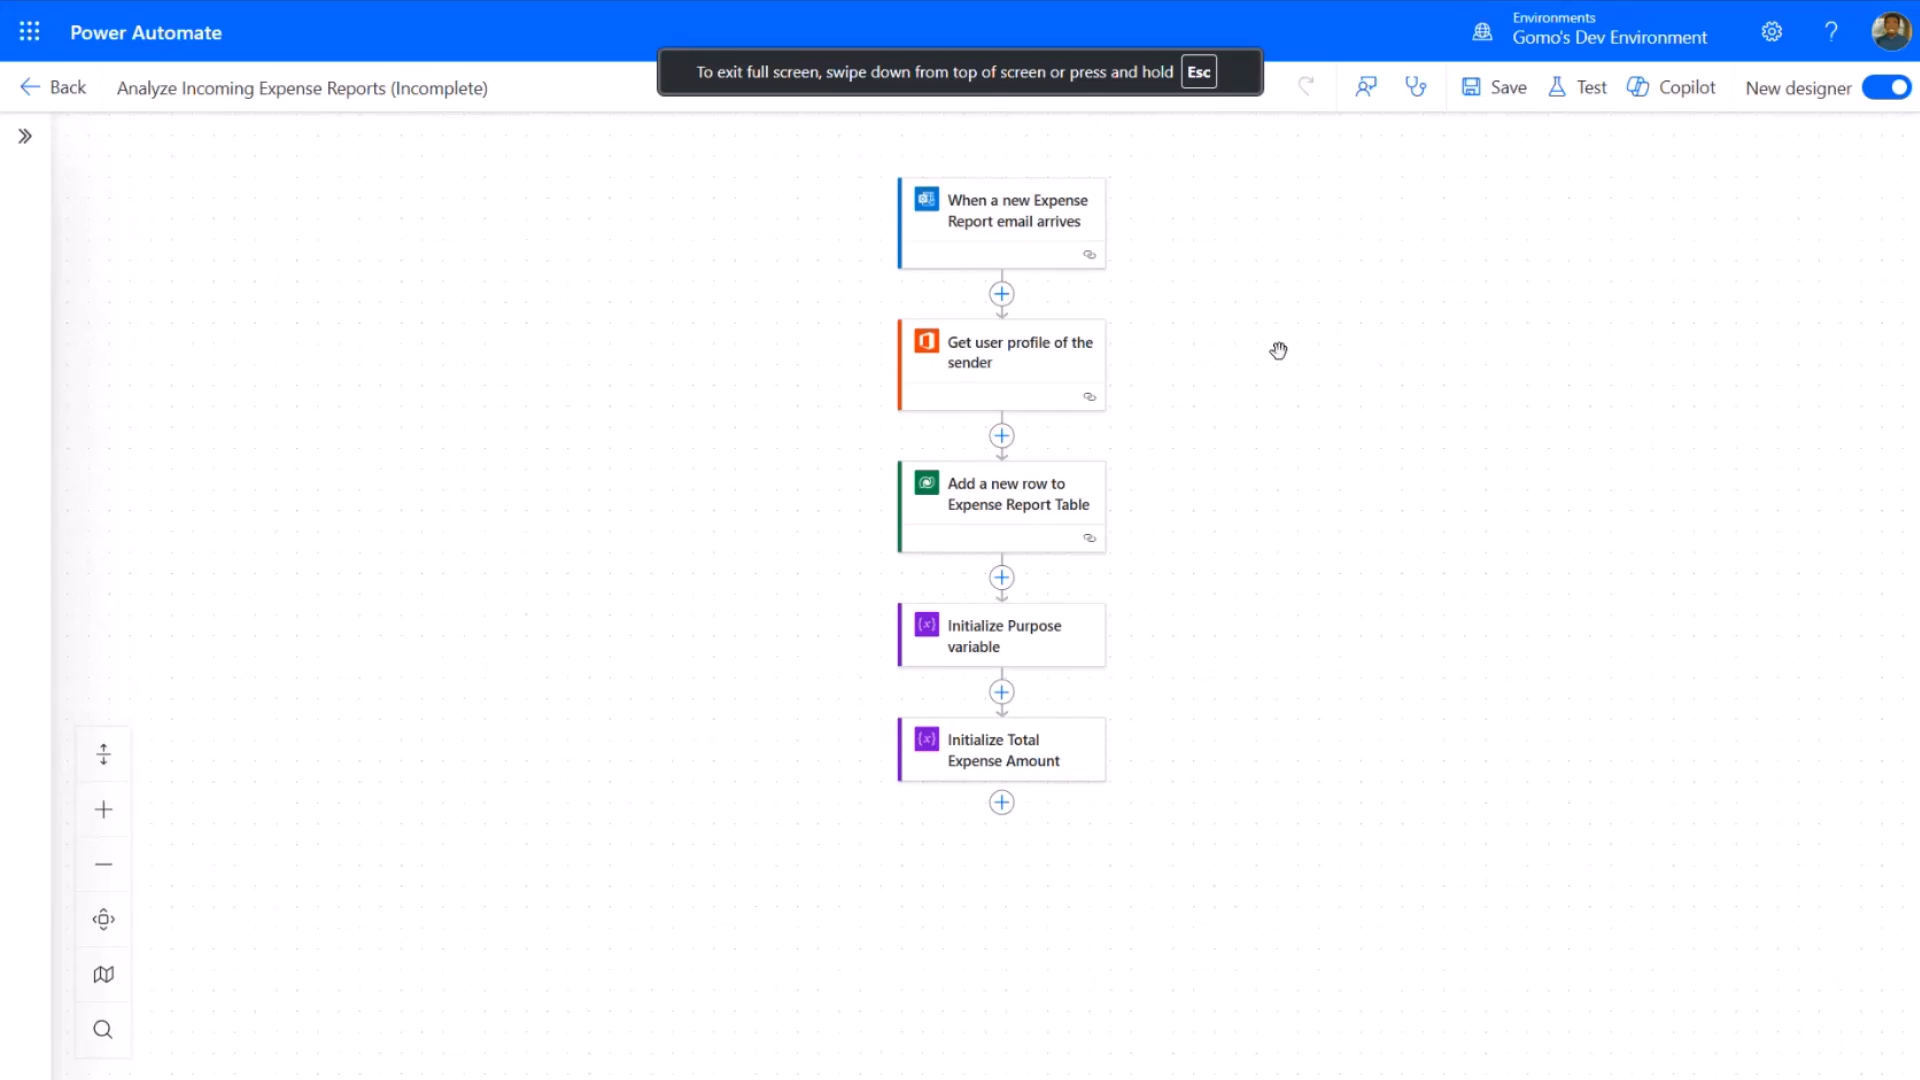 Power Automate
Environments
Gomo's Dev Environment
?
To exit full screen, swipe down from top of screen or press and hold Esc
Back
Analyze Incoming Expense Reports (Incomplete)
Save
Test
Copilot
New designer
When a new Expense
Report email arrives
Get user profile of the
sender
Add a new row to
Expense Report Table
{x} Initialize Purpose
variable
{x} Initialize Total
Expense Amount